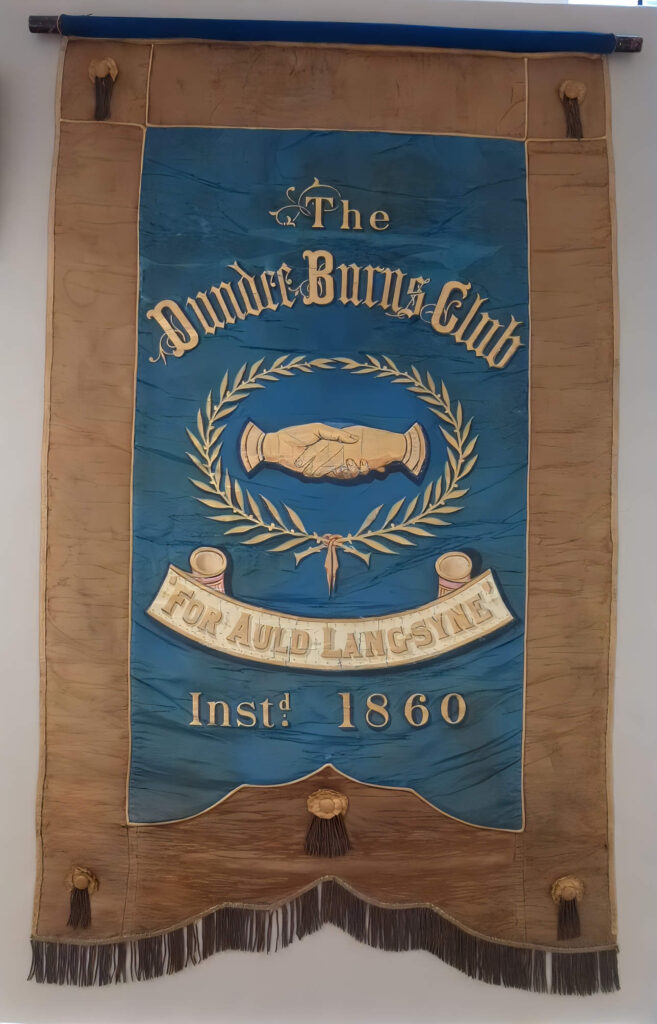 The
Dundee Burns Club
"FOR AULD LANG-SYNE"
Instd: 1860